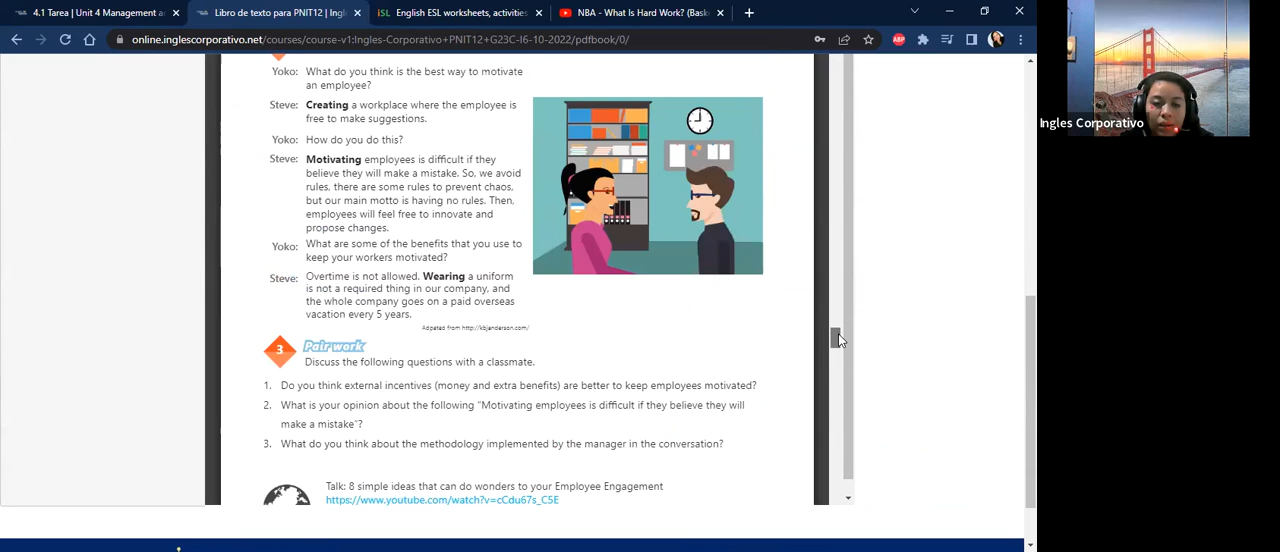 4.1 Tarea | Unit 4 Management a
Libro de texto para PNIT12 | Ingl
iSL English ESL worksheets, activities
NBA - What Is Hard Work? (Bask
online.inglescorporativo.net/courses/course-v1:Ingles-Corporativo+PNIT12+G23C-I6-10-2022/pdfbook/0/
ABP
Ingles Corporativo
Yoko: What do you think is the best way to motivate
an employee?
Steve: Creating a workplace where the employee is
free to make suggestions.
Yoko: How do you do this?
Steve: Motivating employees is difficult if they
believe they will make a mistake. So, we avoid
rules, there are some rules to prevent chaos,
but our main motto is having no rules. Then,
employees will feel free to innovate and
propose changes.
Yoko: What are some of the benefits that you use to
keep your workers motivated?
Steve: Overtime is not allowed. Wearing a uniform
is not a required thing in our company, and
the whole company goes on a paid overseas
vacation every 5 years.
Adpated from http://kbjanderson.com/
3 Pair work
Discuss the following questions with a classmate.
1. Do you think external incentives (money and extra benefits) are better to keep employees motivated?
2. What is your opinion about the following "Motivating employees is difficult if they believe they will
make a mistake"?
3. What do you think about the methodology implemented by the manager in the conversation?
Talk: 8 simple ideas that can do wonders to your Employee Engagement
https://www.youtube.com/watch?v=cCdu67s_C5E